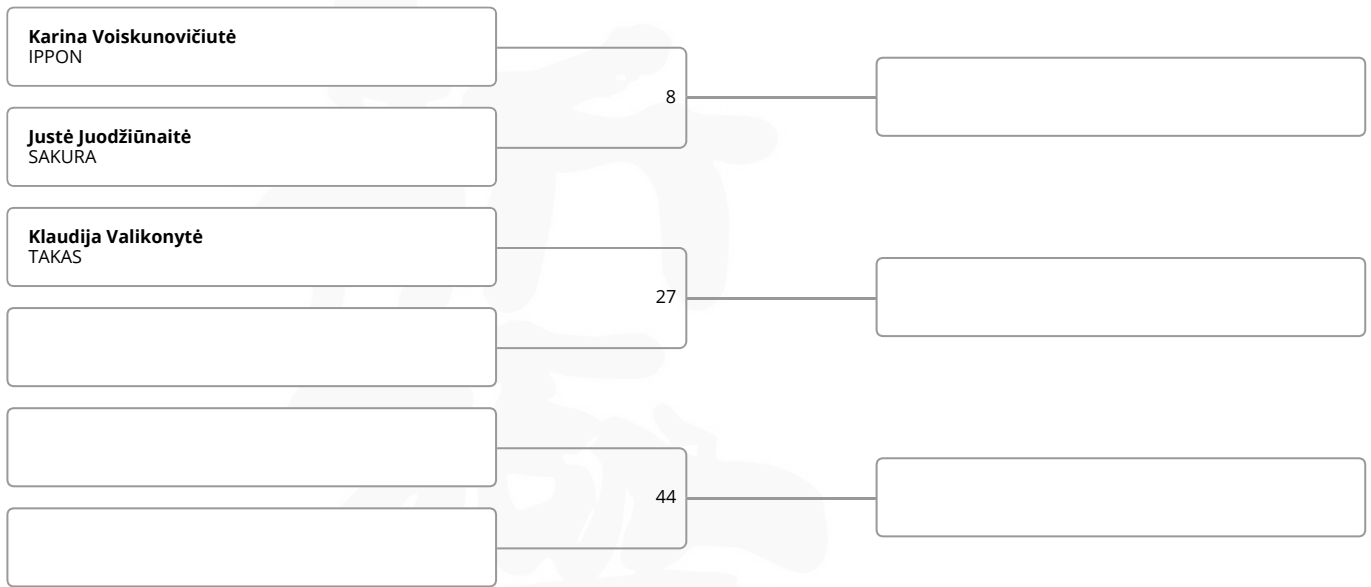 Karina Voiskunovičiutė
IPPON
8
Justė Juodžiūnaitė
SAKURA
Klaudija Valikonytė
TAKAS
27
44